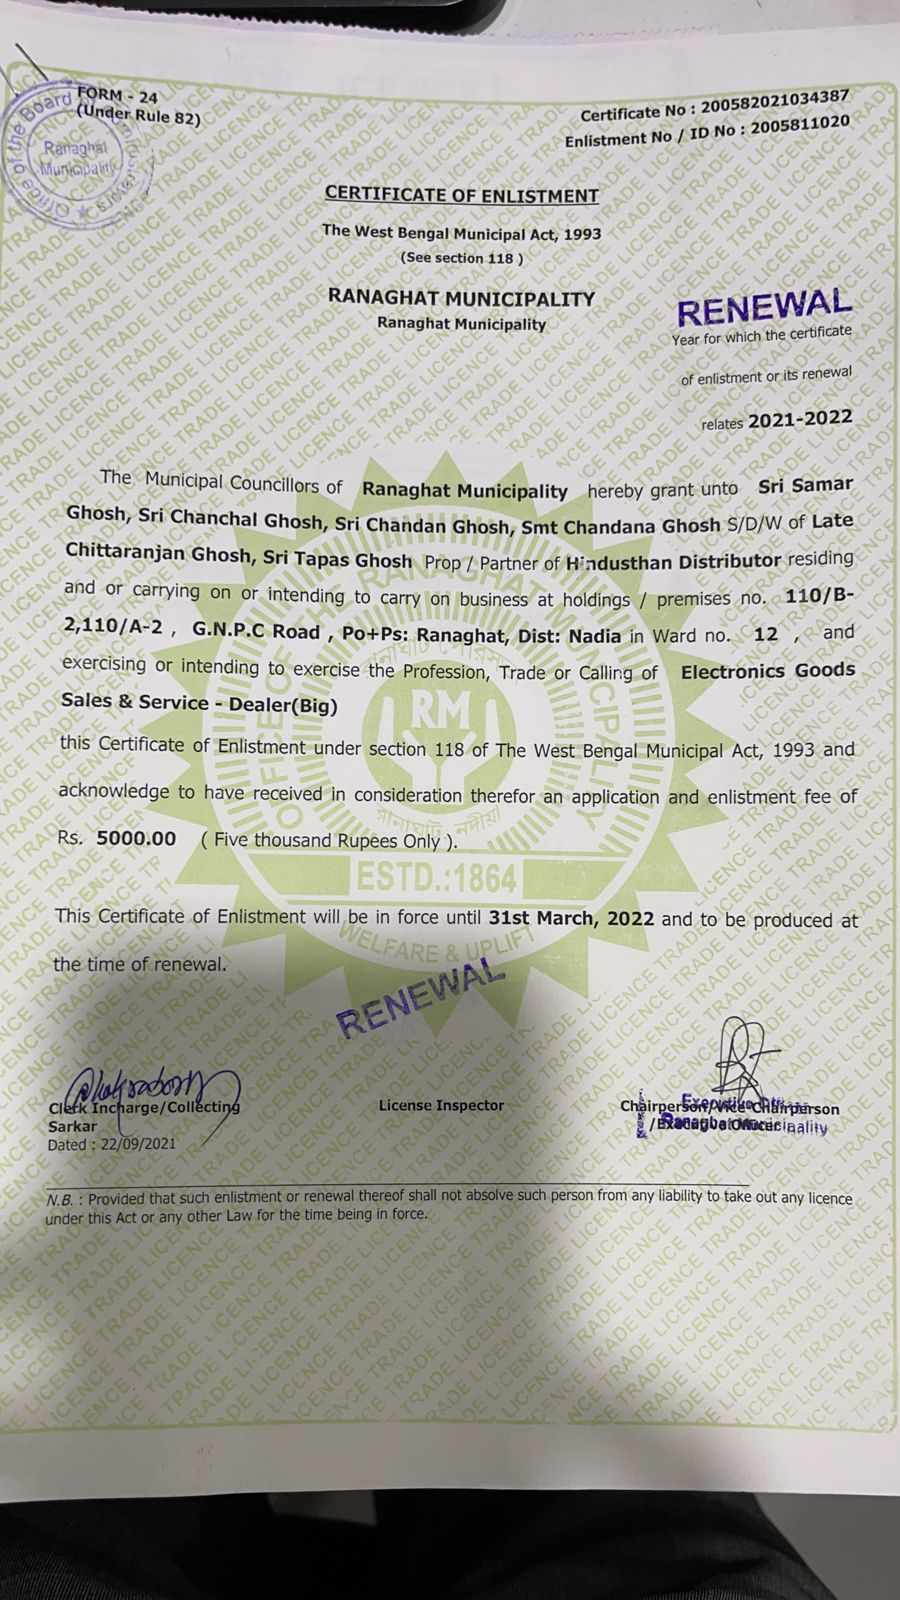 FORM - 24
(Under Rule 82)
Office of the Board of
Ranaghat
Municipality
Certificate No : 200582021034387
Enlistment No / ID No : 2005811020
CERTIFICATE OF ENLISTMENT
The West Bengal Municipal Act, 1993
(See section 118 )
RANAGHAT MUNICIPALITY
Ranaghat Municipality
RENEWAL
Year for which the certificate
of enlistment or its renewal
relates 2021-2022
The Municipal Councillors of Ranaghat Municipality hereby grant unto Sri Samar
Ghosh, Sri Chanchal Ghosh, Sri Chandan Ghosh, Smt Chandana Ghosh S/D/W of Late
Chittaranjan Ghosh, Sri Tapas Ghosh Prop / Partner of Hindusthan Distributor residing
and or carrying on or intending to carry on business at holdings / premises no. 110/B-
2,110/A-2 , G.N.P.C Road , Po+Ps: Ranaghat, Dist: Nadia in Ward no. 12 , and
exercising or intending to exercise the Profession, Trade or Calling of Electronics Goods
Sales & Service - Dealer(Big)
this Certificate of Enlistment under section 118 of The West Bengal Municipal Act, 1993 and
acknowledge to have received in consideration therefor an application and enlistment fee of
Rs. 5000.00 ( Five thousand Rupees Only ).
OFFICE OF THE RANAGHAT MUNICIPALITY
RM
ESTD.:1864
WELFARE & UPLIFT
This Certificate of Enlistment will be in force until 31st March, 2022 and to be produced at
the time of renewal.
RENEWAL
Clerk Incharge/Collecting
Sarkar
Dated : 22/09/2021
License Inspector
Chairperson/Vice-Chairperson
/Executive Officer
Executive
Ranaghat Municipality
N.B. : Provided that such enlistment or renewal thereof shall not absolve such person from any liability to take out any licence
under this Act or any other Law for the time being in force.
TRADE LICENCE